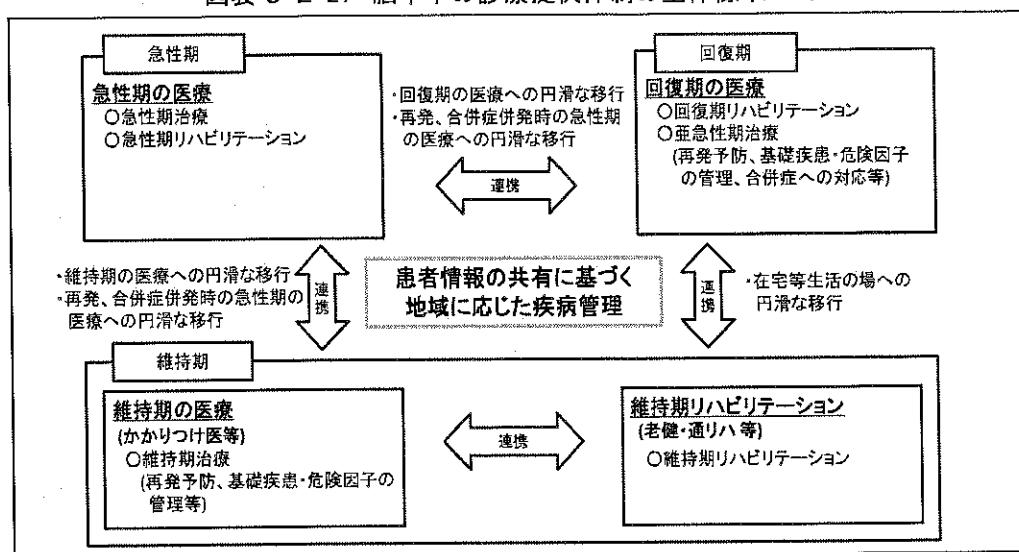 急性期
急性期の医療
○急性期治療
○急性期リハビリテーション
・回復期の医療への円滑な移行
・再発、合併症併発時の急性期
の医療への円滑な移行
連携
回復期
回復期の医療
○回復期リハビリテーション
○亜急性期治療
(再発予防、基礎疾患・危険因子
の管理、合併症への対応等)
・維持期の医療への円滑な移行
・再発、合併症併発時の急性期の
医療への円滑な移行
連携
患者情報の共有に基づく
地域に応じた疾病管理
連携
・在宅等生活の場への
円滑な移行
維持期
維持期の医療
(かかりつけ医等)
○維持期治療
(再発予防、基礎疾患・危険因子の
管理等)
連携
維持期リハビリテーション
(老健・通リハ等)
○維持期リハビリテーション